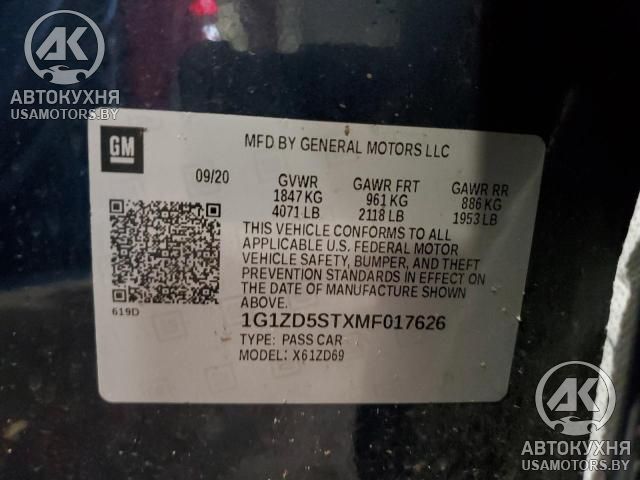 AK
АВТОКУХНЯ
USAMOTORS.BY
GM
MFD BY GENERAL MOTORS LLC
09/20 GVWR GAWR FRT GAWR RR
1847 KG 961 KG 886 KG
4071 LB 2118 LB 1953 LB
THIS VEHICLE CONFORMS TO ALL
APPLICABLE U.S. FEDERAL MOTOR
VEHICLE SAFETY, BUMPER, AND THEFT
PREVENTION STANDARDS IN EFFECT ON
THE DATE OF MANUFACTURE SHOWN
ABOVE.
619D
1G1ZD5STXMF017626
TYPE: PASS CAR
MODEL: X61ZD69
AK
АВТОКУХНЯ
USAMOTORS.BY